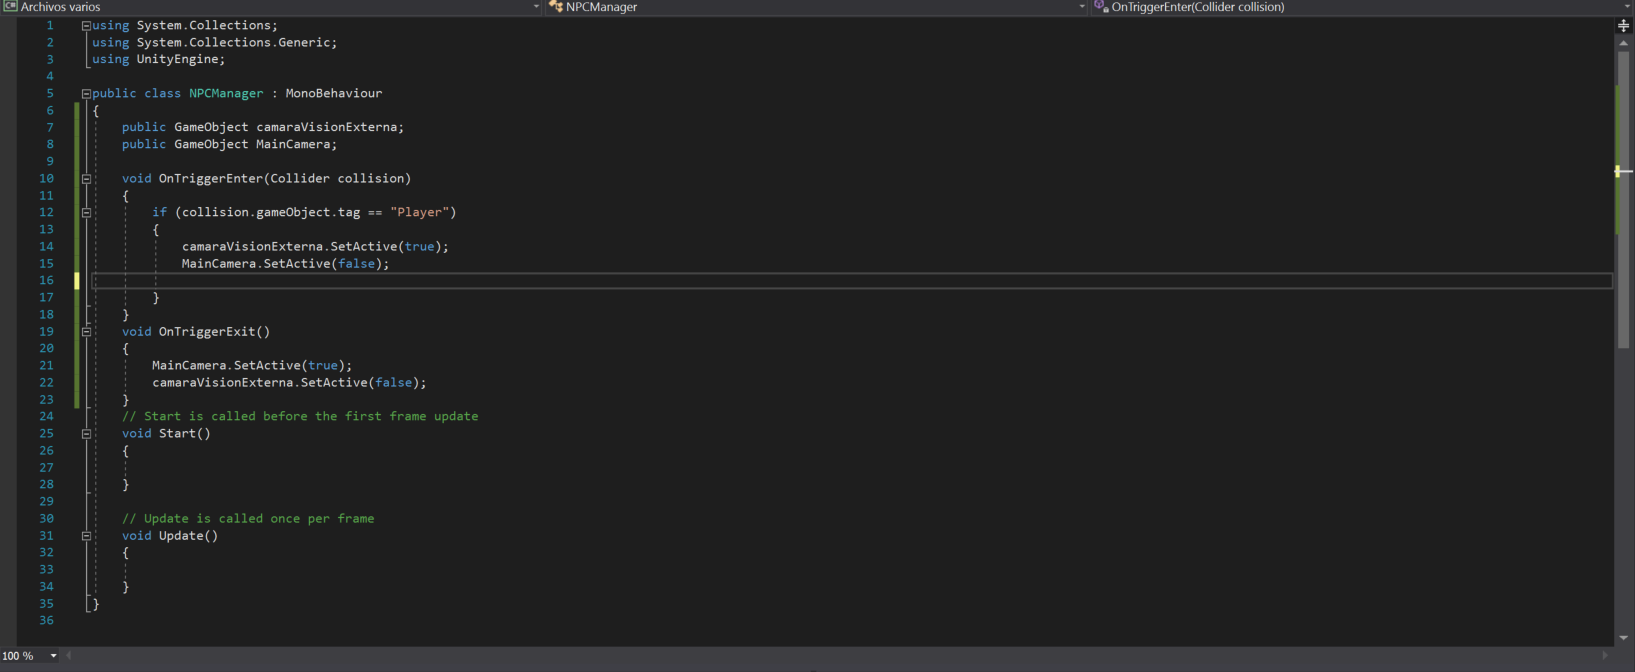 Archivos varios NPCManager OnTriggerEnter(Collider collision)
1 using System.Collections;
2 using System.Collections.Generic;
3 using UnityEngine;
4
5 public class NPCManager : MonoBehaviour
6 {
7 public GameObject camaraVisionExterna;
8 public GameObject MainCamera;
9
10 void OnTriggerEnter(Collider collision)
11 {
12 if (collision.gameObject.tag == "Player")
13 {
14 camaraVisionExterna.SetActive(true);
15 MainCamera.SetActive(false);
16
17 }
18 }
19 void OnTriggerExit()
20 {
21 MainCamera.SetActive(true);
22 camaraVisionExterna.SetActive(false);
23 }
24 // Start is called before the first frame update
25 void Start()
26 {
27
28 }
29
30 // Update is called once per frame
31 void Update()
32 {
33
34 }
35 }
36
100 %